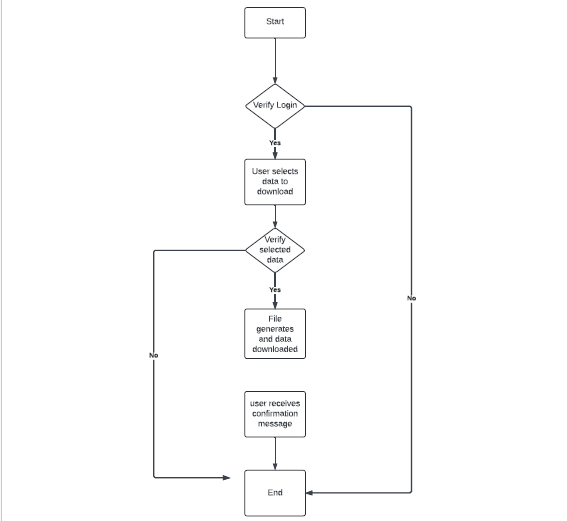 Start
Verify Login
Yes
User selects
data to
download
Verify
selected
data
Yes
No
File
generates
and data
downloaded
No
user receives
confirmation
message
End